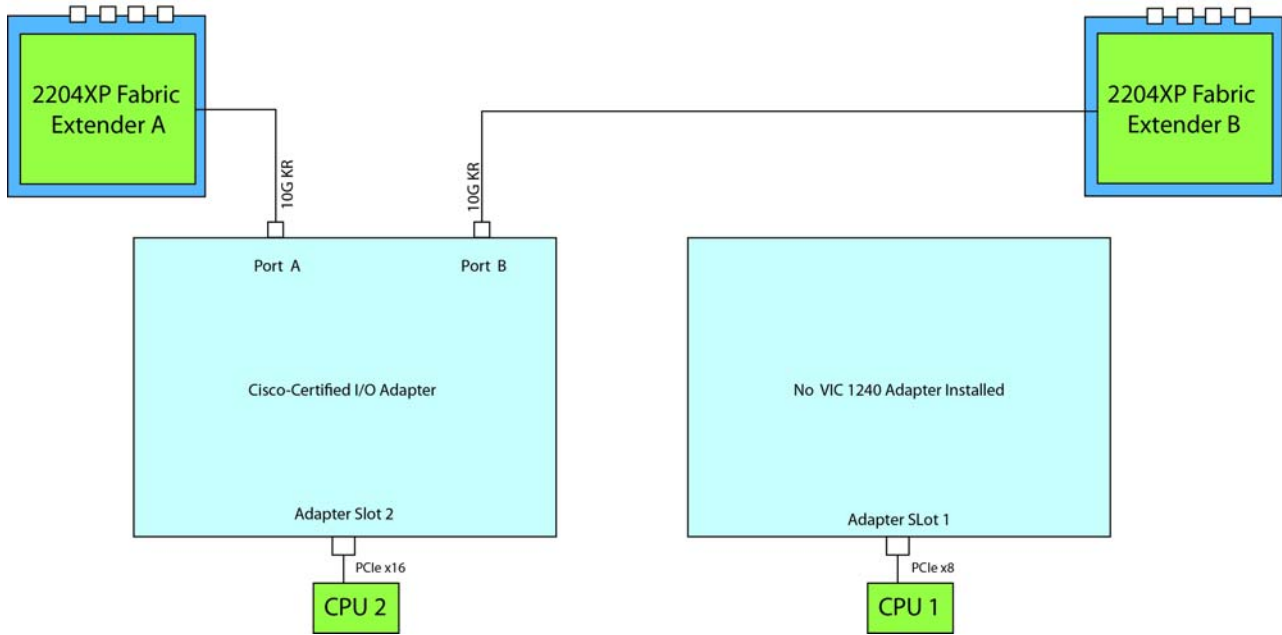 2204XP Fabric
Extender A
2204XP Fabric
Extender B
10G KR
10G KR
Port A
Port B
Cisco-Certified I/O Adapter
No VIC 1240 Adapter Installed
Adapter Slot 2
Adapter SLot 1
PCIe x16
PCIe x8
CPU 2
CPU 1